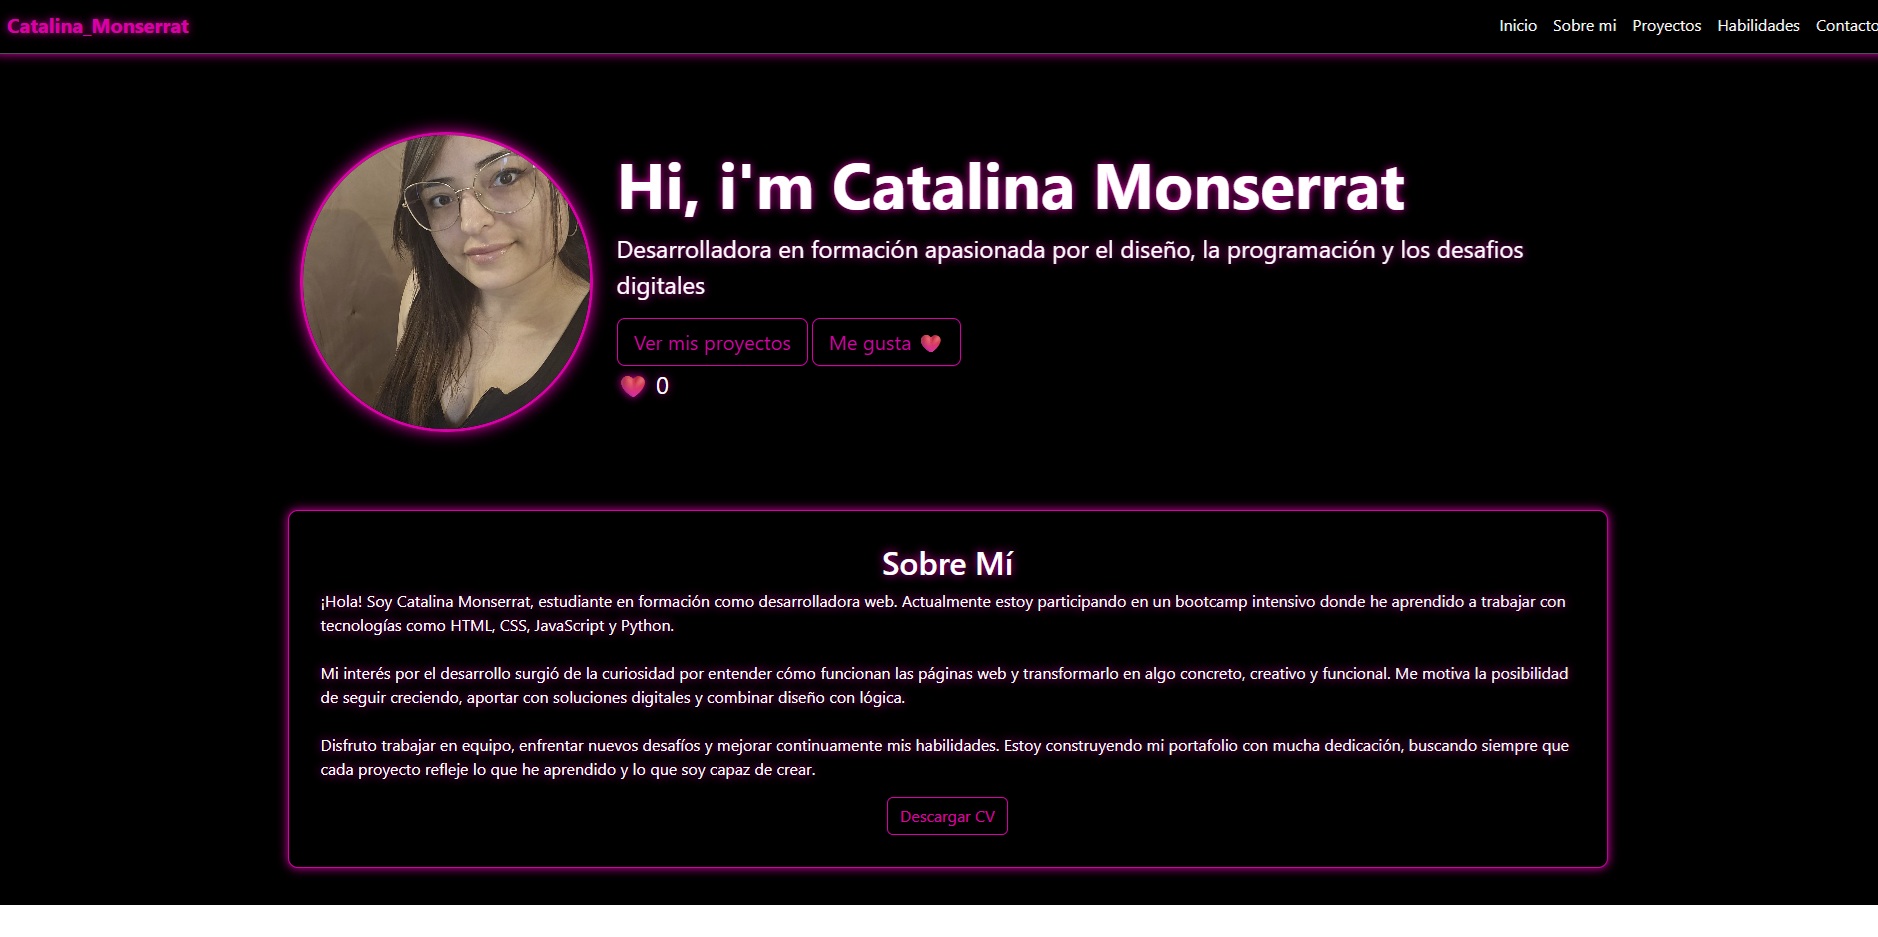 Catalina_Monserrat
Inicio Sobre mi Proyectos Habilidades Contacto
Hi, i'm Catalina Monserrat
Desarrolladora en formación apasionada por el diseño, la programación y los desafios
digitales
Ver mis proyectos Me gusta 💖
💖 0
Sobre Mí
¡Hola! Soy Catalina Monserrat, estudiante en formación como desarrolladora web. Actualmente estoy participando en un bootcamp intensivo donde he aprendido a trabajar con
tecnologías como HTML, CSS, JavaScript y Python.
Mi interés por el desarrollo surgió de la curiosidad por entender cómo funcionan las páginas web y transformarlo en algo concreto, creativo y funcional. Me motiva la posibilidad
de seguir creciendo, aportar con soluciones digitales y combinar diseño con lógica.
Disfruto trabajar en equipo, enfrentar nuevos desafíos y mejorar continuamente mis habilidades. Estoy construyendo mi portafolio con mucha dedicación, buscando siempre que
cada proyecto refleje lo que he aprendido y lo que soy capaz de crear.
Descargar CV